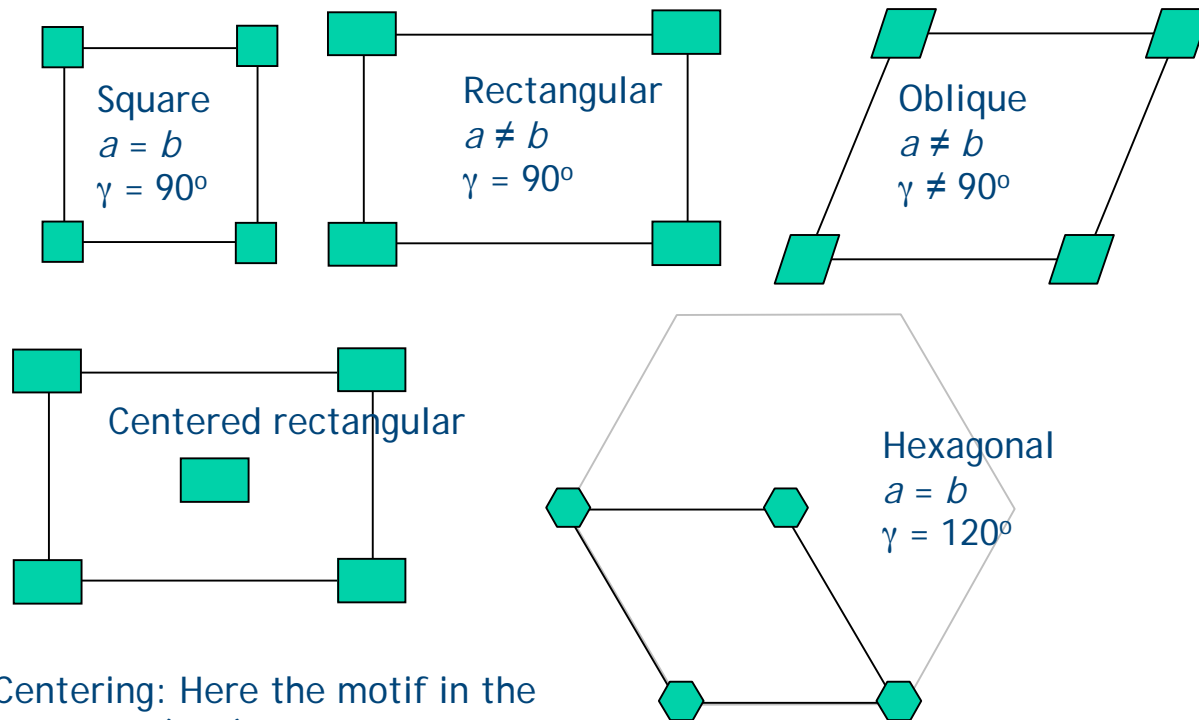 Square
a = b
γ = 90º
Rectangular
a ≠ b
γ = 90º
Oblique
a ≠ b
γ ≠ 90º
Centered rectangular
Hexagonal
a = b
γ = 120º
Centering: Here the motif in the